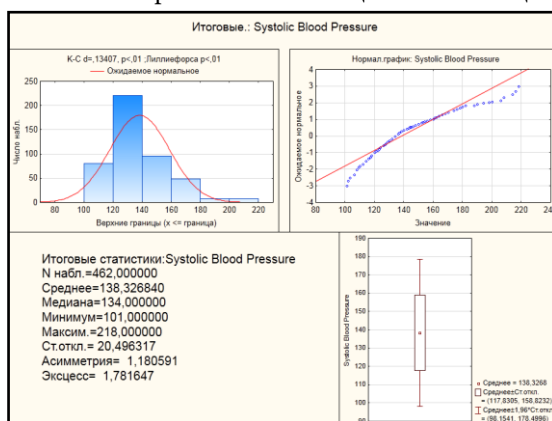 Итоговые.: Systolic Blood Pressure
K-C d=,13407, p<,01 ;Лиллиефорса p<,01
Ожидаемое нормальное
Число набл.
250
200
150
100
50
0
80 100 120 140 160 180 200 220
Верхние границы (x <= граница)
Нормал.график: Systolic Blood Pressure
Ожидаемое нормальное
4
3
2
1
0
-1
-2
-3
-4
80 100 120 140 160 180 200 220 240
Значение
Итоговые статистики:Systolic Blood Pressure
N набл.=462,000000
Среднее=138,326840
Медиана=134,000000
Минимум=101,000000
Максим.=218,000000
Ст.откл.= 20,496317
Асимметрия= 1,180591
Эксцесс= 1,781647
Systolic Blood Pressure
190
180
170
160
150
140
130
120
110
100
90
Среднее = 138,3268
Среднее±Ст.откл.
= (117,8305, 158,8232)
Среднее±1,96*Ст.откл
= (98,1541, 178,4996)